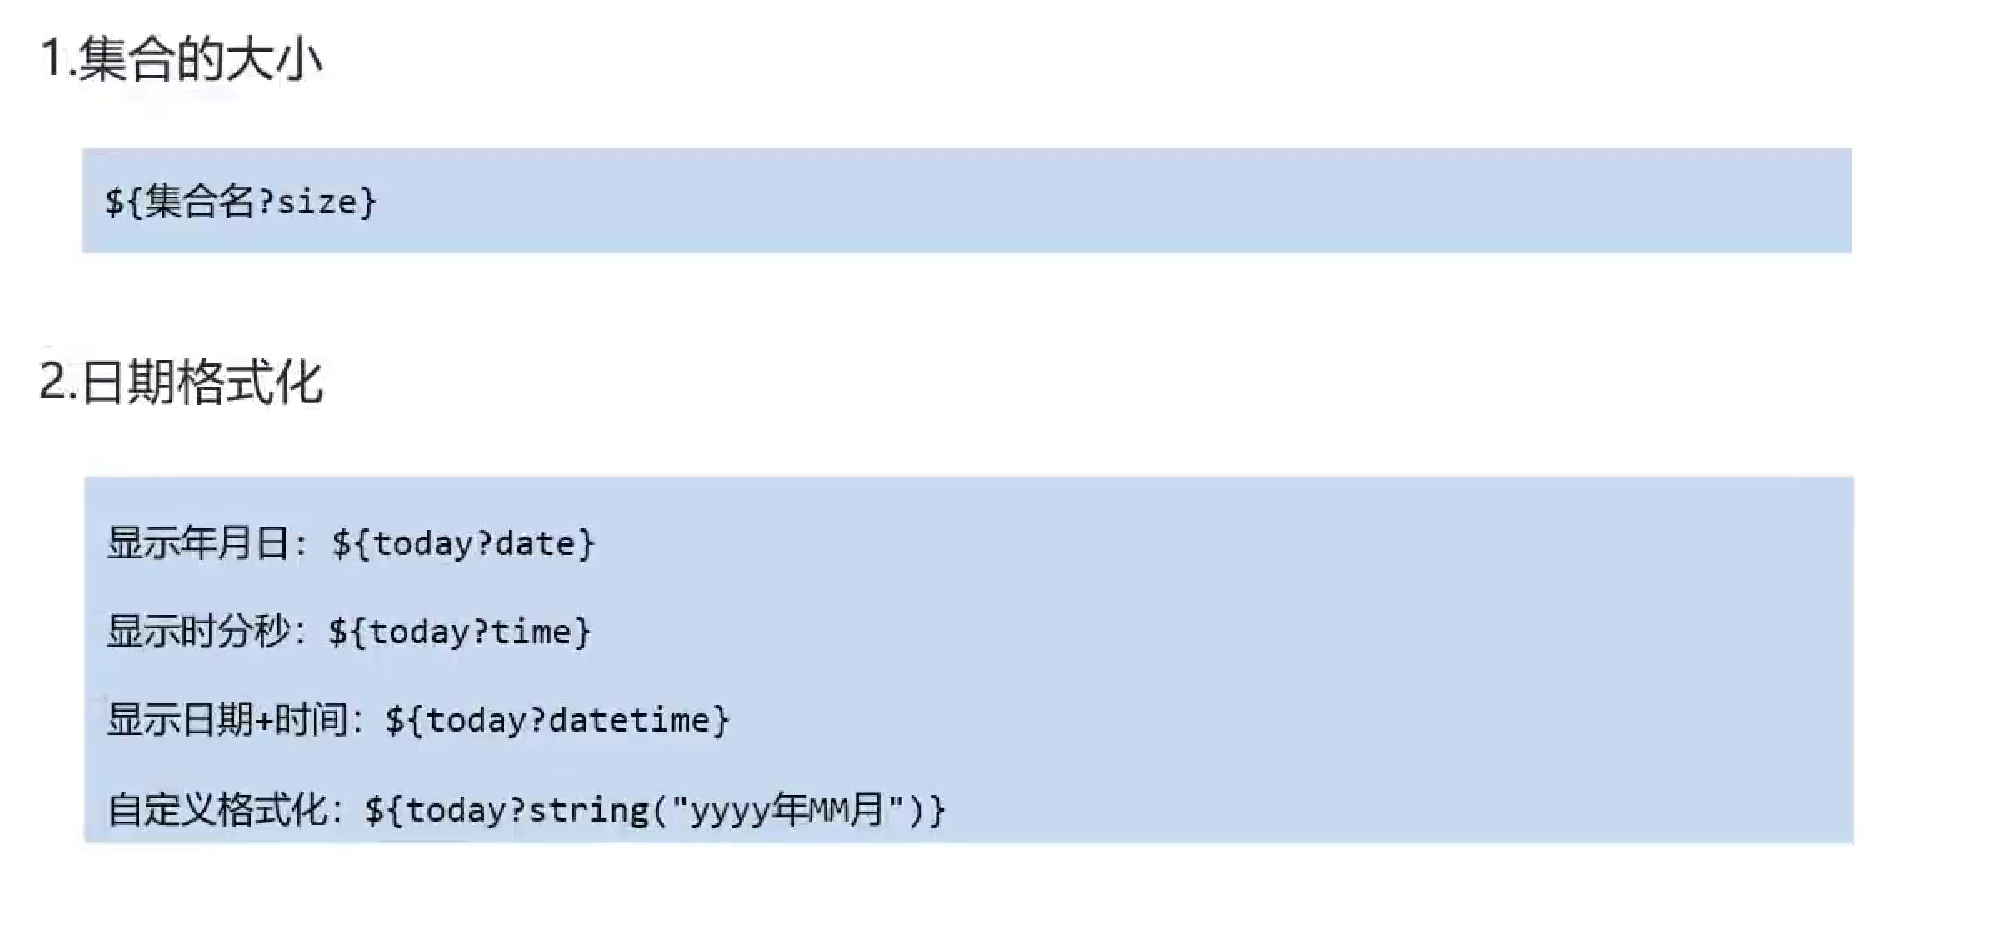 1.集合的大小
${集合名?size}
2.日期格式化
显示年月日：${today?date}
显示时分秒：${today?time}
显示日期+时间：${today?datetime}
自定义格式化：${today?string("yyyy年MM月")}